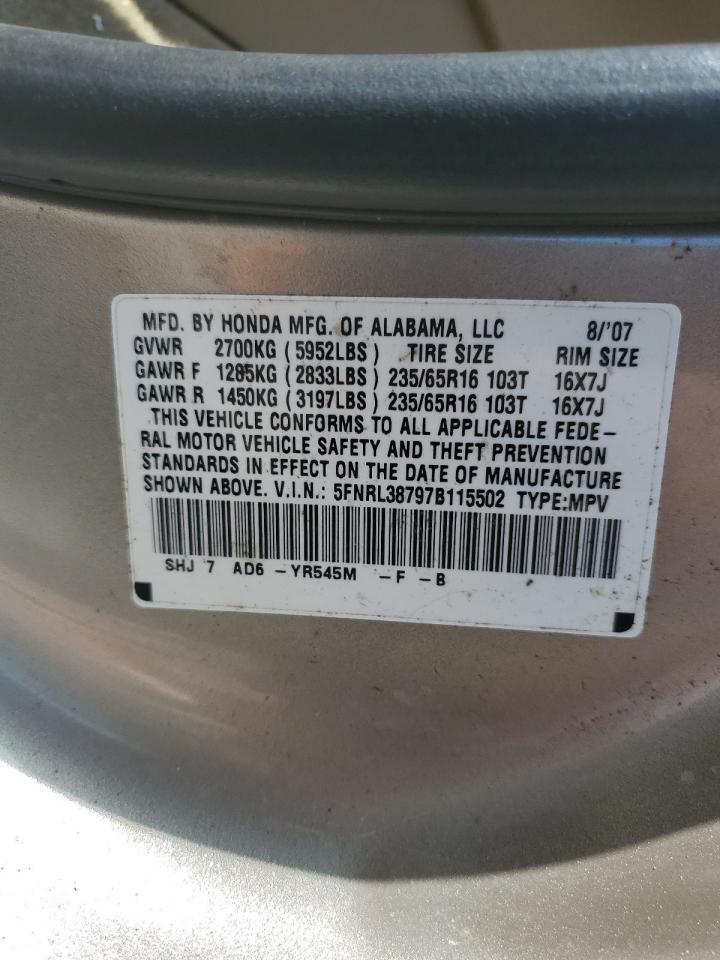 MFD. BY HONDA MFG. OF ALABAMA, LLC 8/'07
GVWR 2700KG (5952LBS) TIRE SIZE RIM SIZE
GAWR F 1285KG (2833LBS) 235/65R16 103T 16X7J
GAWR R 1450KG (3197LBS) 235/65R16 103T 16X7J
THIS VEHICLE CONFORMS TO ALL APPLICABLE FEDE-
RAL MOTOR VEHICLE SAFETY AND THEFT PREVENTION
STANDARDS IN EFFECT ON THE DATE OF MANUFACTURE
SHOWN ABOVE. V.I.N.: 5FNRL38797B115502 TYPE:MPV
SHJ 7 AD6 -YR545M -F -B